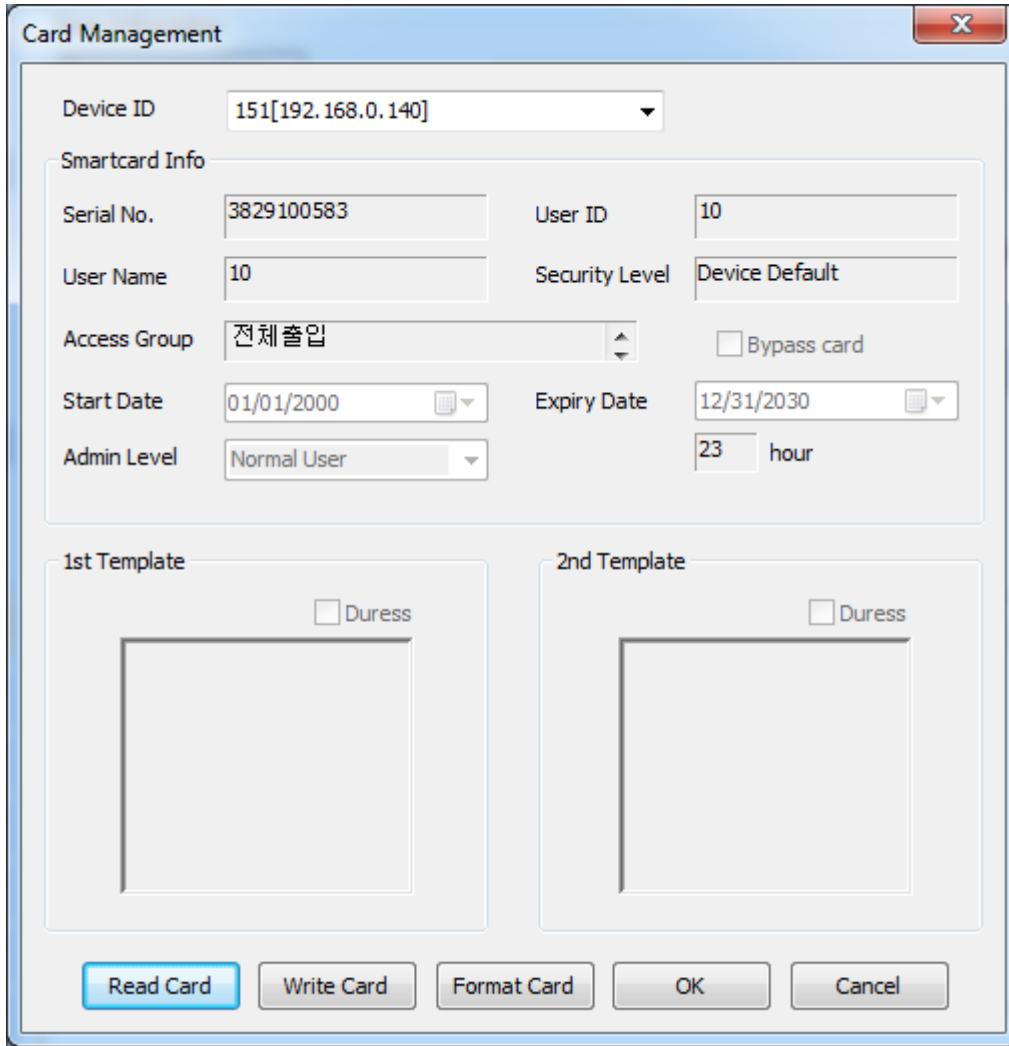 Card Management
Device ID 151[192.168.0.140]
Smartcard Info
Serial No. 3829100583 User ID 10
User Name 10 Security Level Device Default
Access Group 전체출입 Bypass card
Start Date 01/01/2000 Expiry Date 12/31/2030
Admin Level Normal User 23 hour
1st Template 2nd Template
Duress Duress
Read Card Write Card Format Card OK Cancel